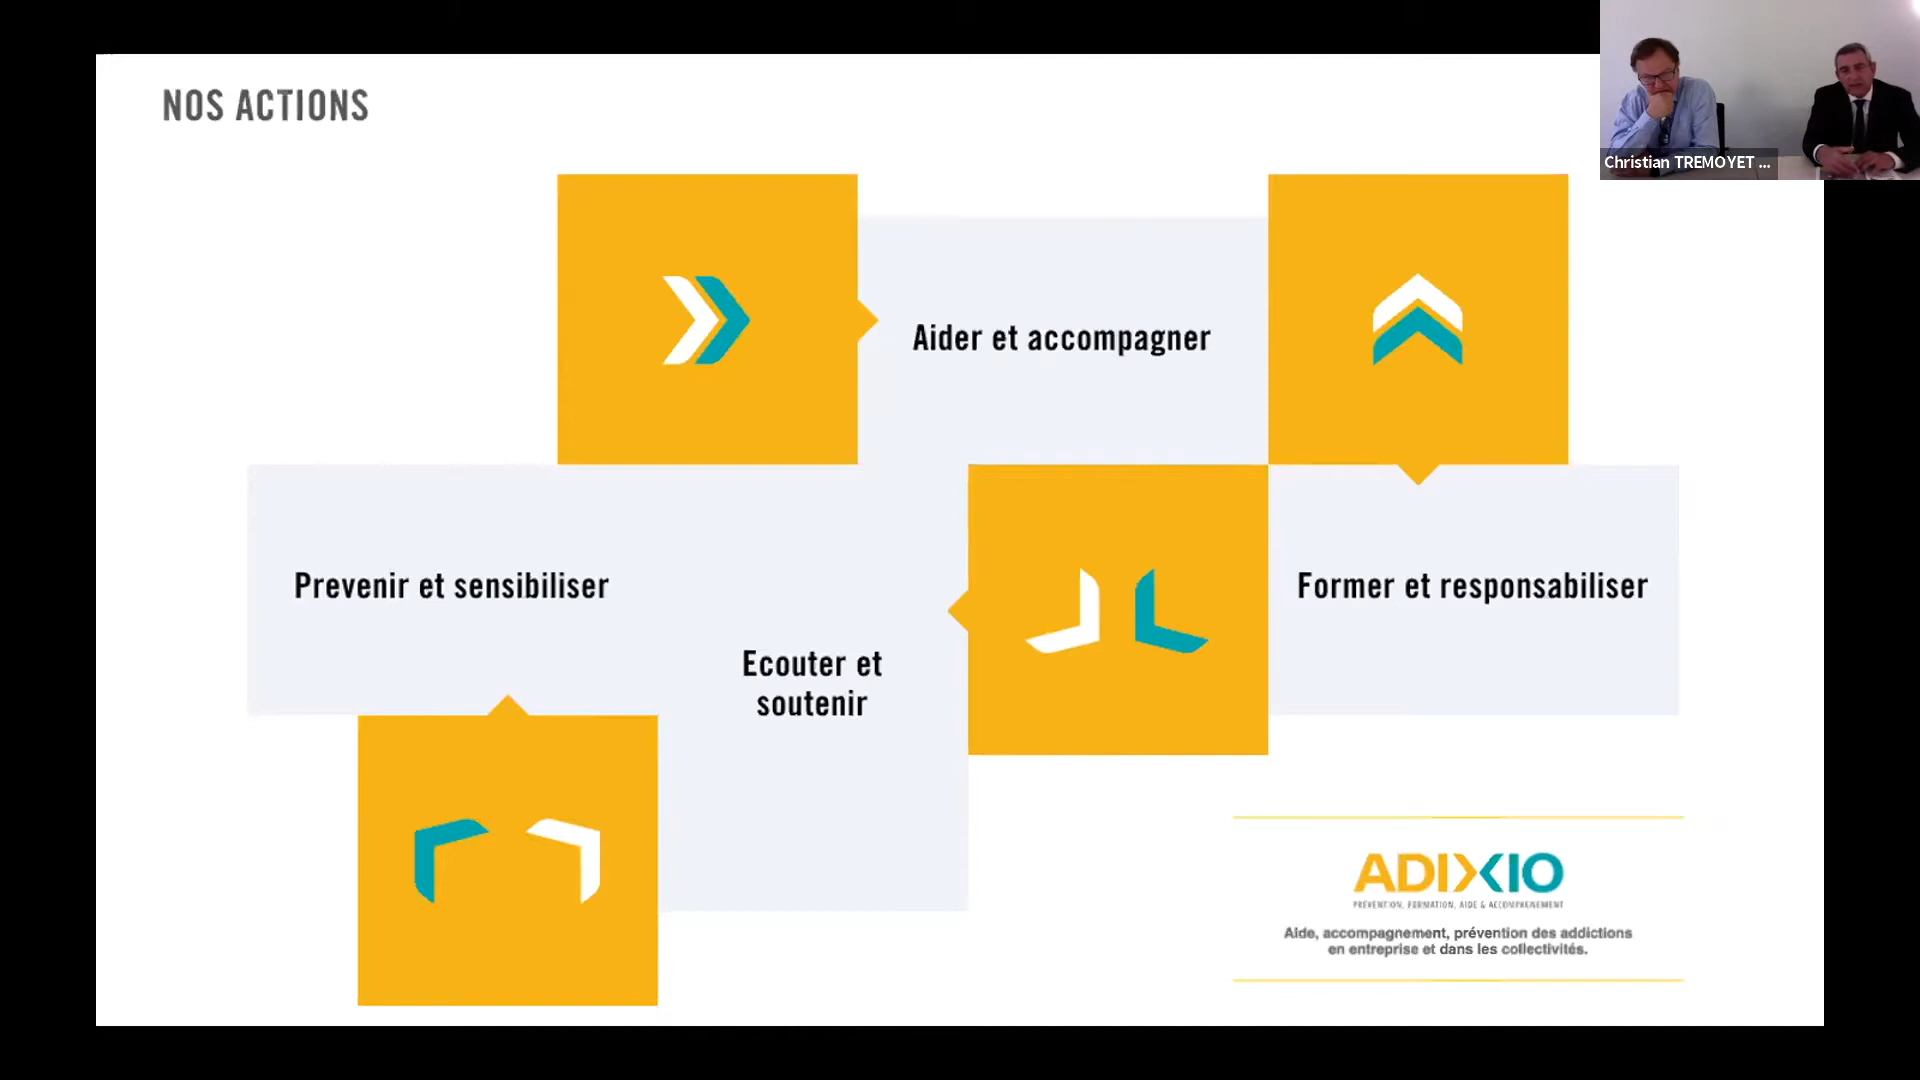 NOS ACTIONS
Christian TREMOYET ...
Aider et accompagner
Prevenir et sensibiliser
Former et responsabiliser
Ecouter et
soutenir
ADIXIO
PRÉVENTION, FORMATION, AIDE & ACCOMPAGNEMENT
Aide, accompagnement, prévention des addictions
en entreprise et dans les collectivités.